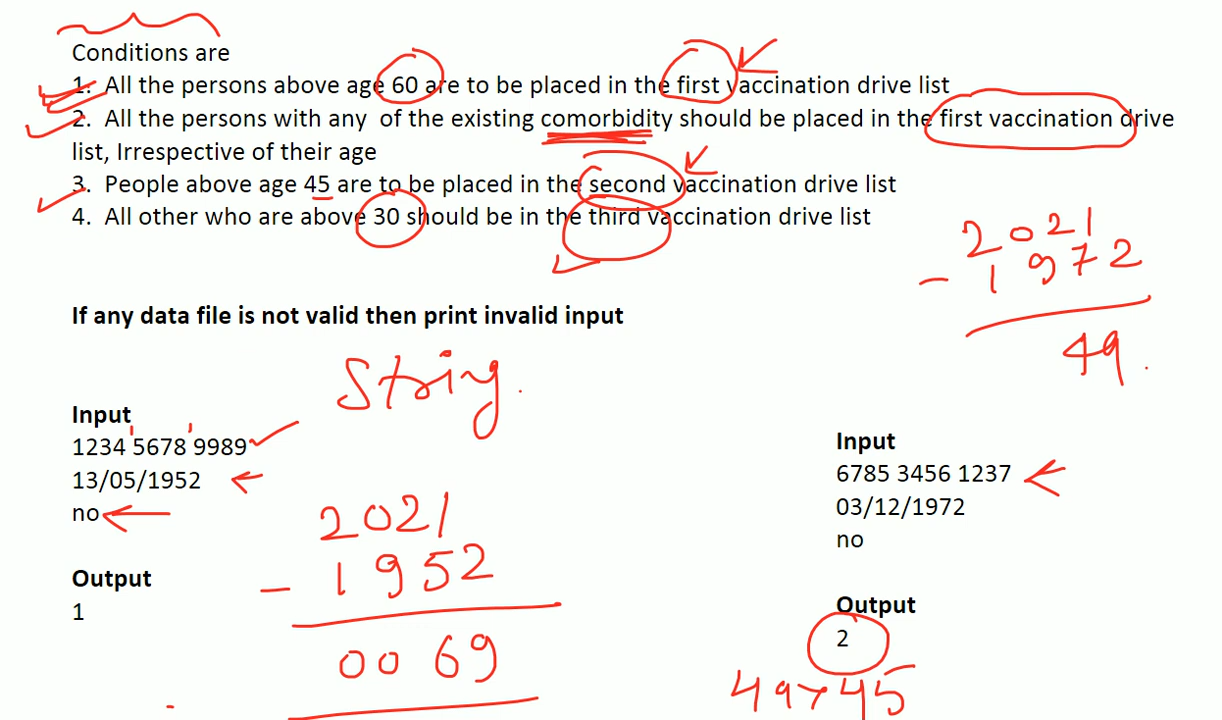 Conditions are
1. All the persons above age 60 are to be placed in the first vaccination drive list
2. All the persons with any of the existing comorbidity should be placed in the first vaccination drive
list, Irrespective of their age
3. People above age 45 are to be placed in the second vaccination drive list
4. All other who are above 30 should be in the third vaccination drive list
2021
- 1972
49.
If any data file is not valid then print invalid input
String.
Input
1234 5678 9989
13/05/1952
no
2021
- 1952
0069
Output
1
Input
6785 3456 1237
03/12/1972
no
Output
2
49>45